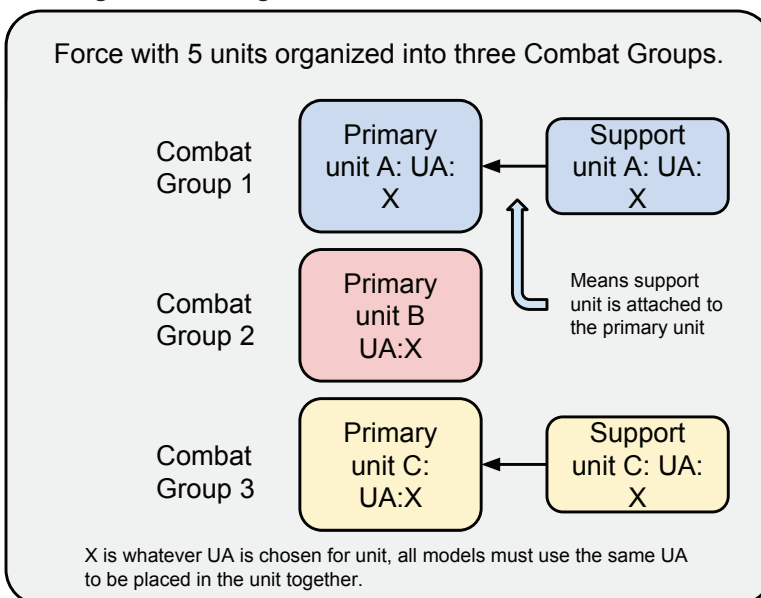 Force with 5 units organized into three Combat Groups.
Combat
Group 1
Primary
unit A: UA:
X
Support
unit A: UA:
X
Means support
unit is attached to
the primary unit
Combat
Group 2
Primary
unit B
UA:X
Combat
Group 3
Primary
unit C:
UA:X
Support
unit C: UA:
X
X is whatever UA is chosen for unit, all models must use the same UA
to be placed in the unit together.